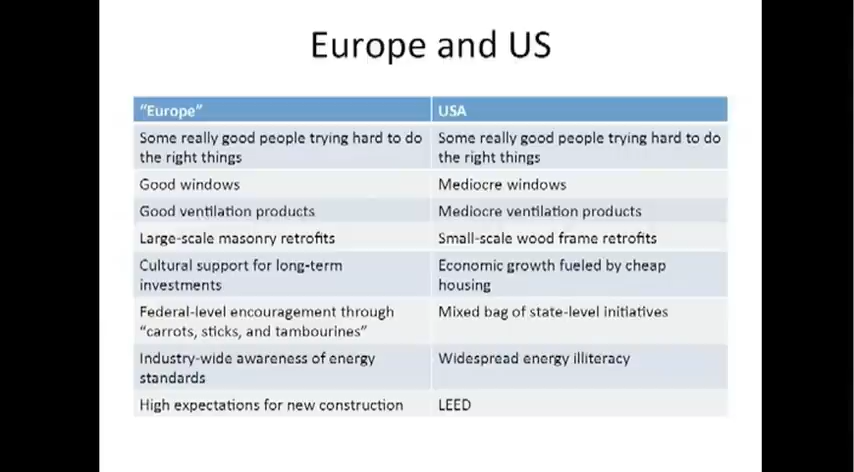 Europe and US
"Europe" USA
Some really good people trying hard to do Some really good people trying hard to do
the right things the right things
Good windows Mediocre windows
Good ventilation products Mediocre ventilation products
Large-scale masonry retrofits Small-scale wood frame retrofits
Cultural support for long-term Economic growth fueled by cheap
investments housing
Federal-level encouragement through Mixed bag of state-level initiatives
"carrots, sticks, and tambourines"
Industry-wide awareness of energy Widespread energy illiteracy
standards
High expectations for new construction LEED